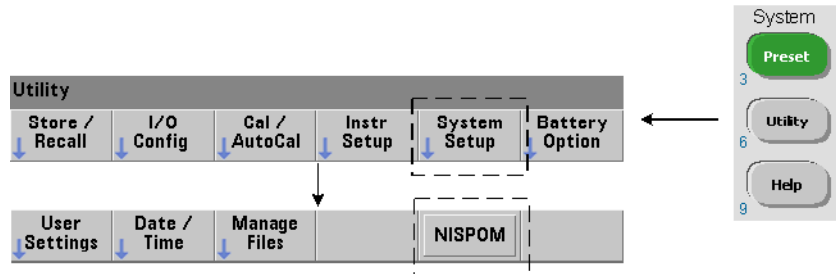 System
Preset
3
Utility
Store / Recall
I/O Config
Cal / AutoCal
Instr Setup
System Setup
Battery Option
Utility
6
Help
9
User Settings
Date / Time
Manage Files
NISPOM